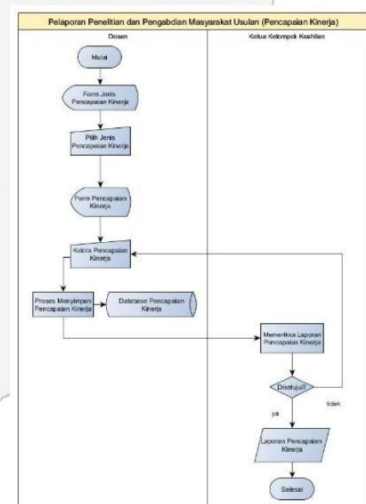 Pelaporan Penelitian dan Pengabdian Masyarakat Usulan (Pencapaian Kinerja)
Dosen
Ketua Kelompok Keahlian
Mulai
Form Jenis
Pencapaian Kinerja
Pilih Jenis
Pencapaian Kinerja
Form Pencapaian
Kinerja
Kelola Pencapaian
Kinerja
Proses Menyimpan
Pencapaian Kinerja
Database Pencapaian
Kinerja
Memeriksa Laporan
Pencapaian Kinerja
Disetujui?
tidak
ya
Laporan Pencapaian
Kinerja
Selesai